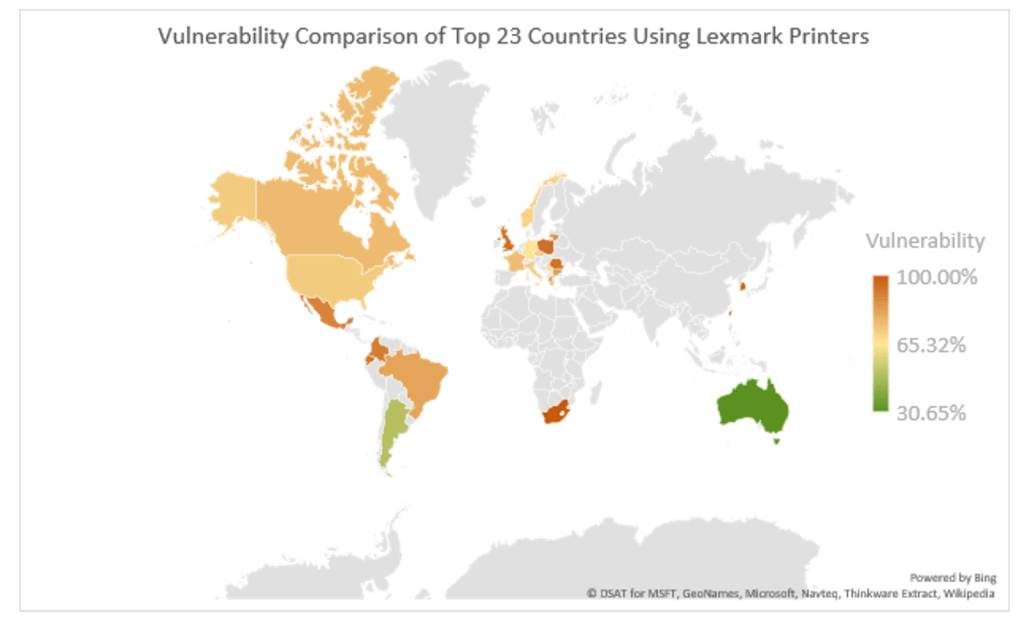 Vulnerability Comparison of Top 23 Countries Using Lexmark Printers
Vulnerability
100.00%
65.32%
30.65%
Powered by Bing
© DSAT for MSFT, GeoNames, Microsoft, Navteq, Thinkware Extract, Wikipedia